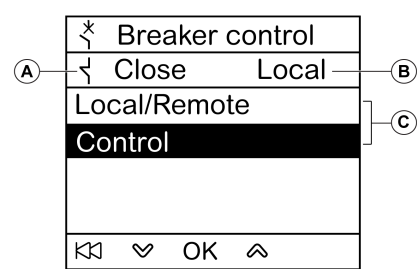 Breaker control
A Close Local B
Local/Remote
C
Control
OK